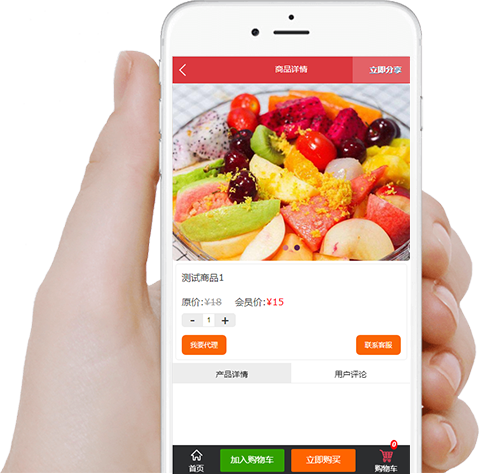 商品详情 立即分享
测试商品1
原价:¥18 会员价:¥15
- 1 +
我要代理 联系客服
产品详情 用户评论
首页 加入购物车 立即购买 购物车 0